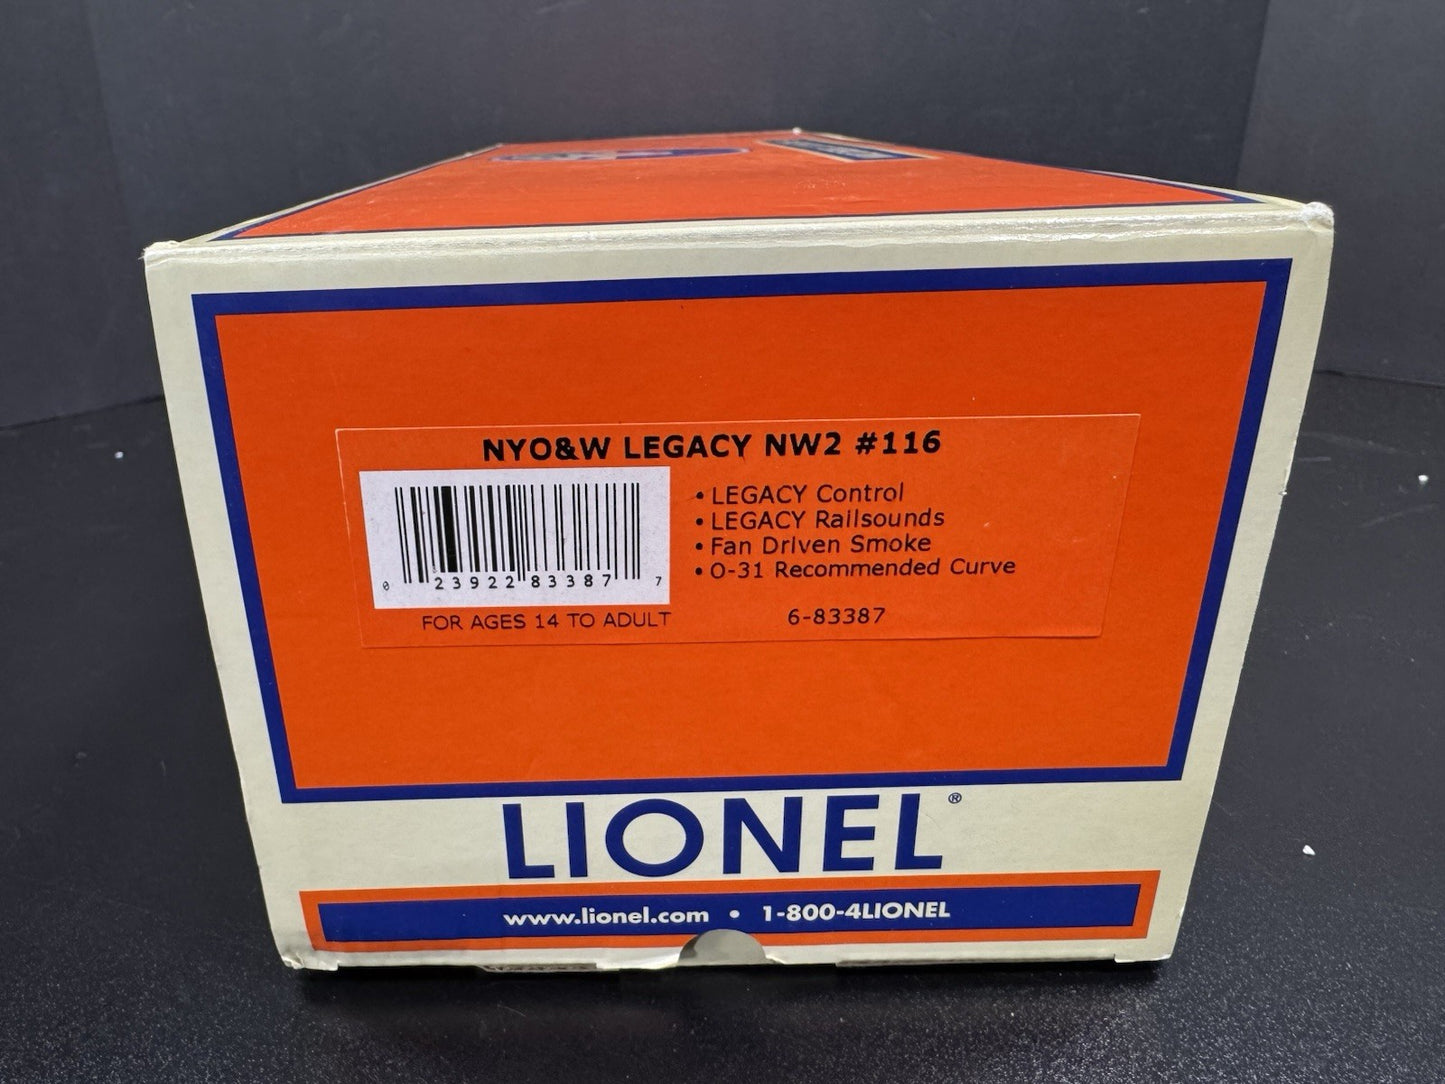 NYO&W LEGACY NW2 #116
• LEGACY Control
• LEGACY Railsounds
• Fan Driven Smoke
• O-31 Recommended Curve
0 23922 83387 7
FOR AGES 14 TO ADULT
6-83387
LIONEL®
www.lionel.com • 1-800-4LIONEL